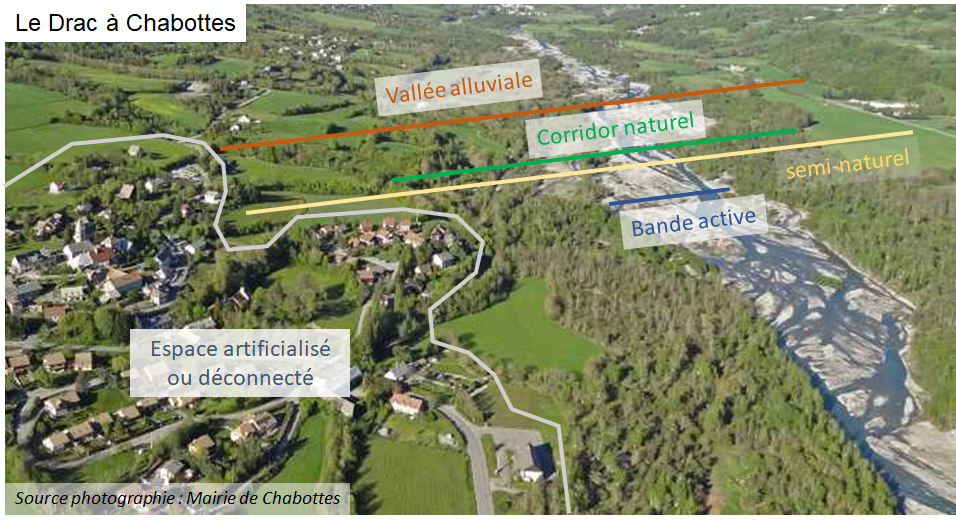 Le Drac à Chabottes
Vallée alluviale
Corridor naturel
semi-naturel
Bande active
Espace artificialisé
ou déconnecté
Source photographie : Mairie de Chabottes